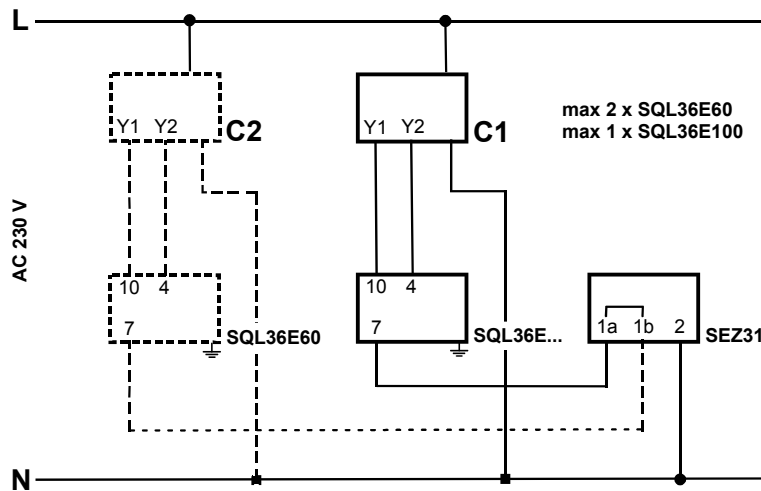 L
Y1 Y2 C2
Y1 Y2 C1
max 2 x SQL36E60
max 1 x SQL36E100
AC 230 V
10 4
7
SQL36E60
10 4
7
SQL36E...
1a 1b 2
SEZ31
N